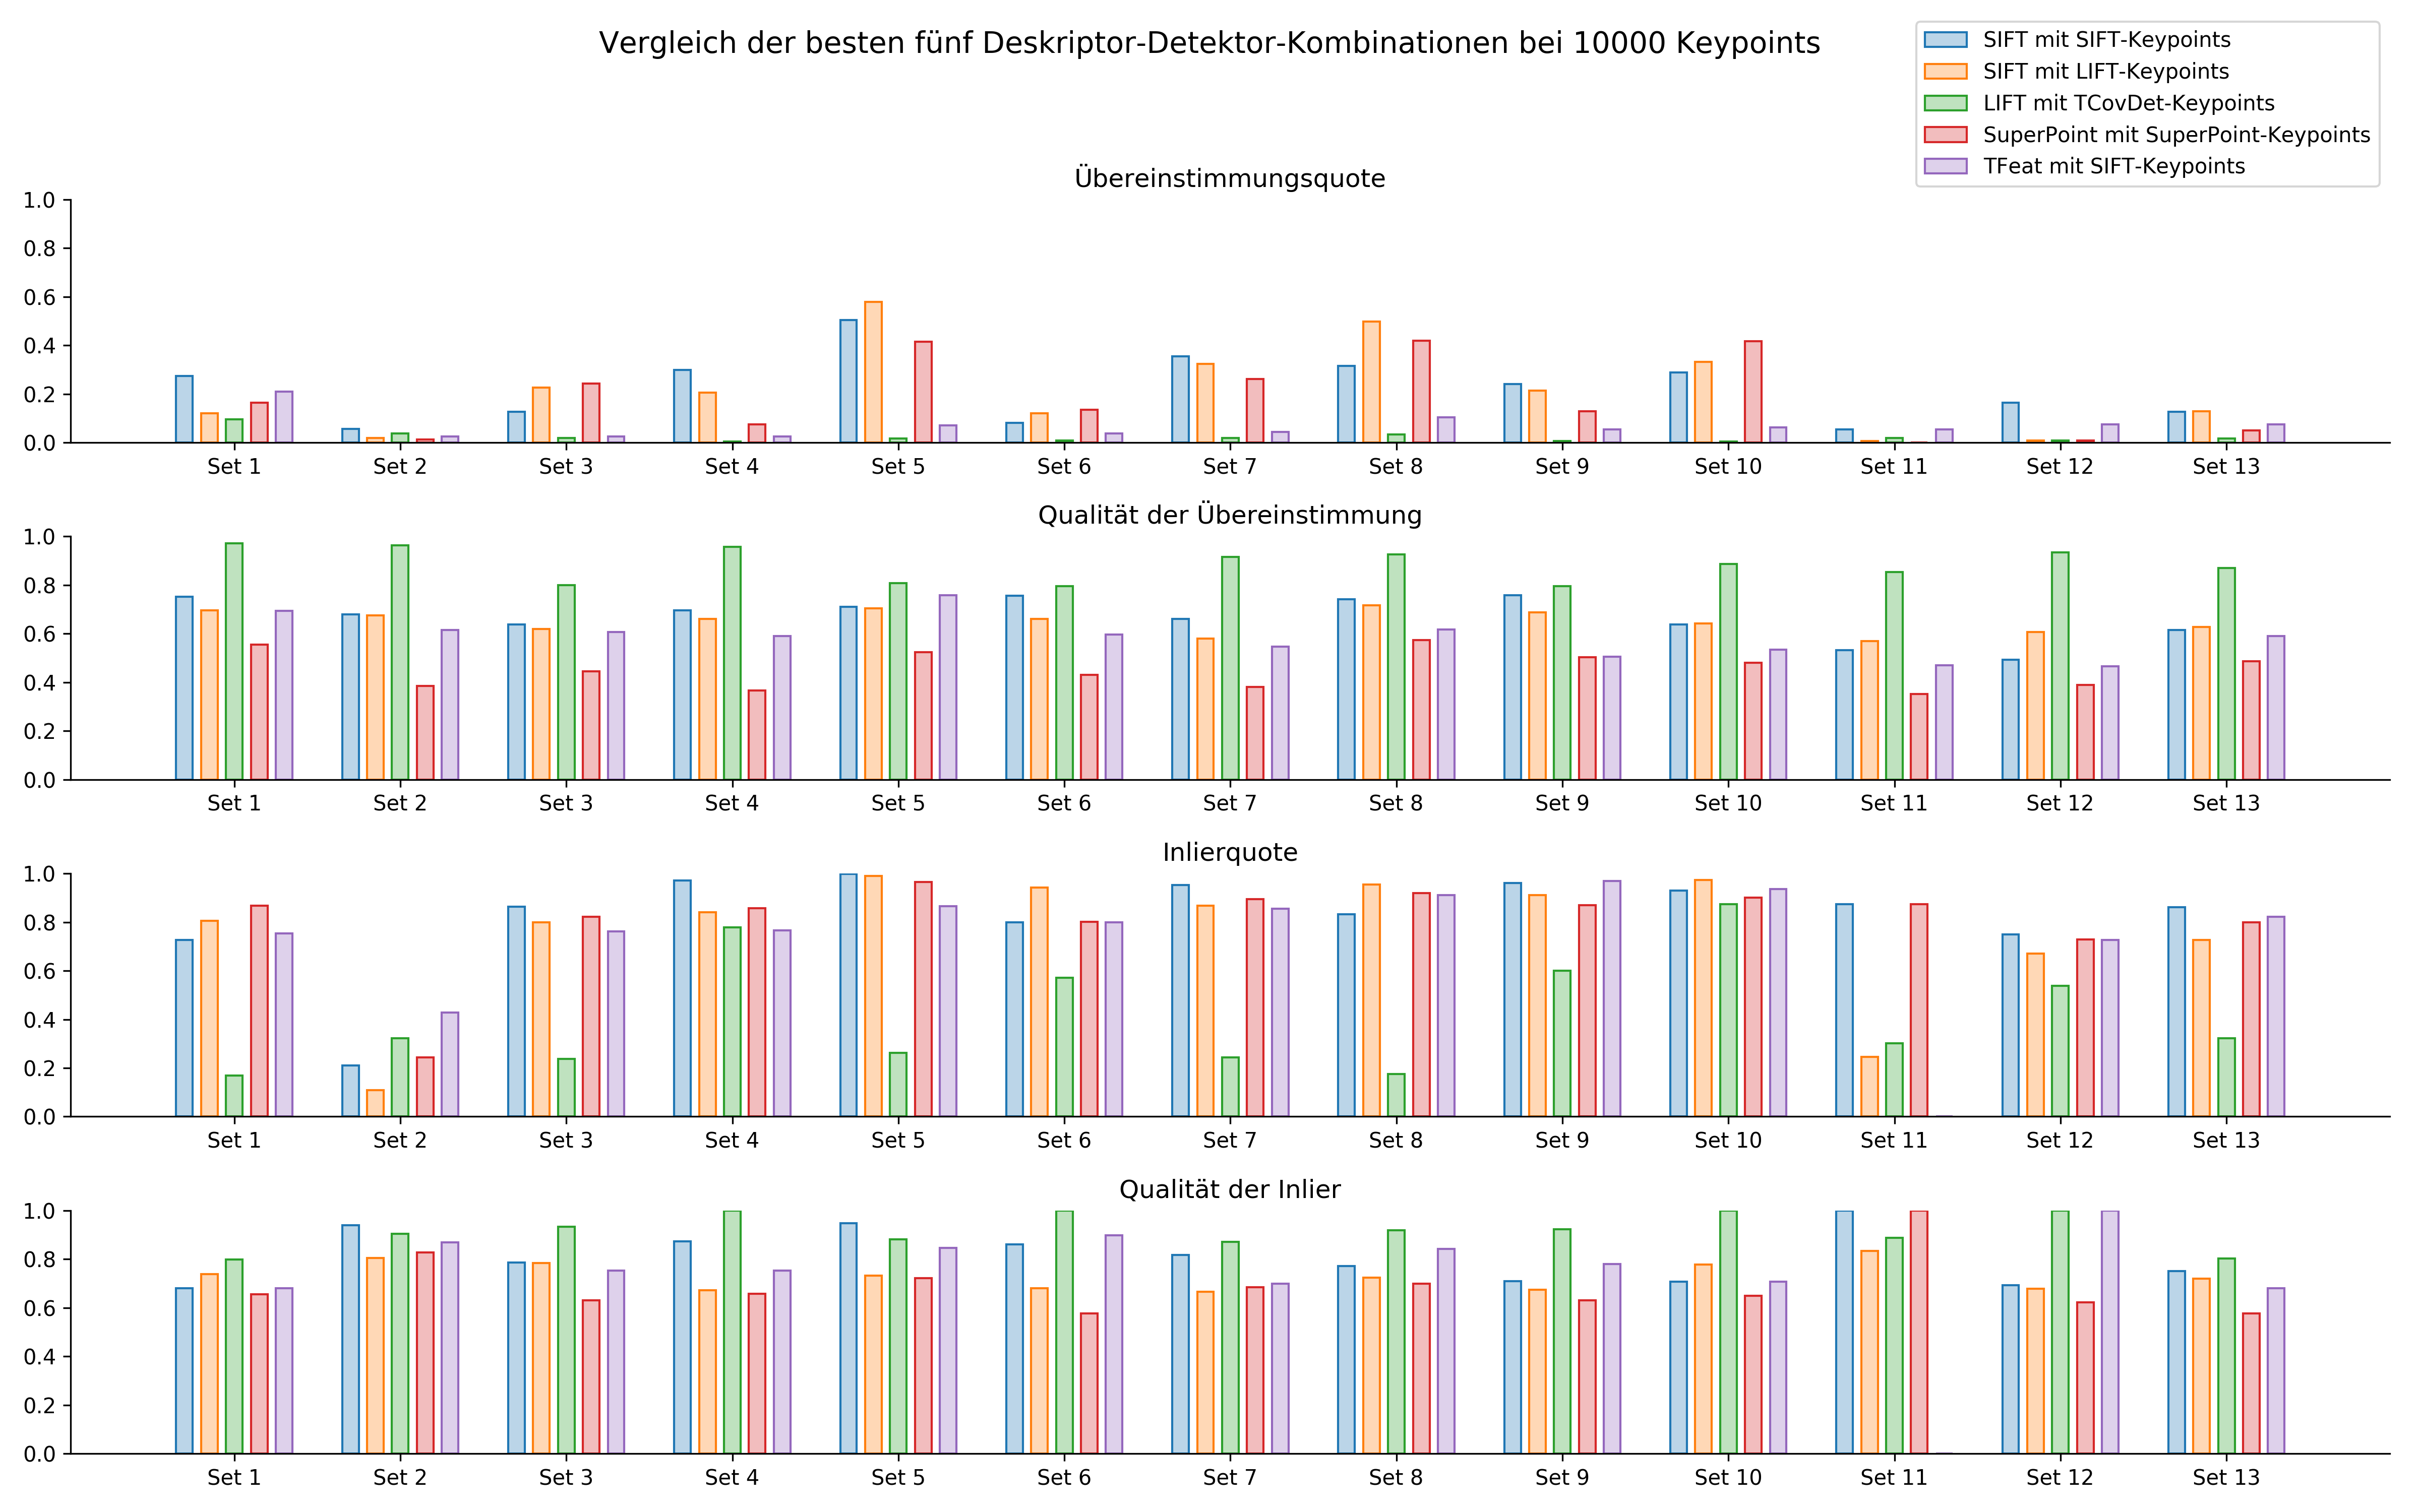 Vergleich der besten fünf Deskriptor-Detektor-Kombinationen bei 10000 Keypoints
SIFT mit SIFT-Keypoints
SIFT mit LIFT-Keypoints
LIFT mit TCovDet-Keypoints
SuperPoint mit SuperPoint-Keypoints
TFeat mit SIFT-Keypoints
Übereinstimmungsquote
1.0
0.8
0.6
0.4
0.2
0.0
Set 1 Set 2 Set 3 Set 4 Set 5 Set 6 Set 7 Set 8 Set 9 Set 10 Set 11 Set 12 Set 13
Qualität der Übereinstimmung
1.0
0.8
0.6
0.4
0.2
0.0
Set 1 Set 2 Set 3 Set 4 Set 5 Set 6 Set 7 Set 8 Set 9 Set 10 Set 11 Set 12 Set 13
Inlierquote
1.0
0.8
0.6
0.4
0.2
0.0
Set 1 Set 2 Set 3 Set 4 Set 5 Set 6 Set 7 Set 8 Set 9 Set 10 Set 11 Set 12 Set 13
Qualität der Inlier
1.0
0.8
0.6
0.4
0.2
0.0
Set 1 Set 2 Set 3 Set 4 Set 5 Set 6 Set 7 Set 8 Set 9 Set 10 Set 11 Set 12 Set 13